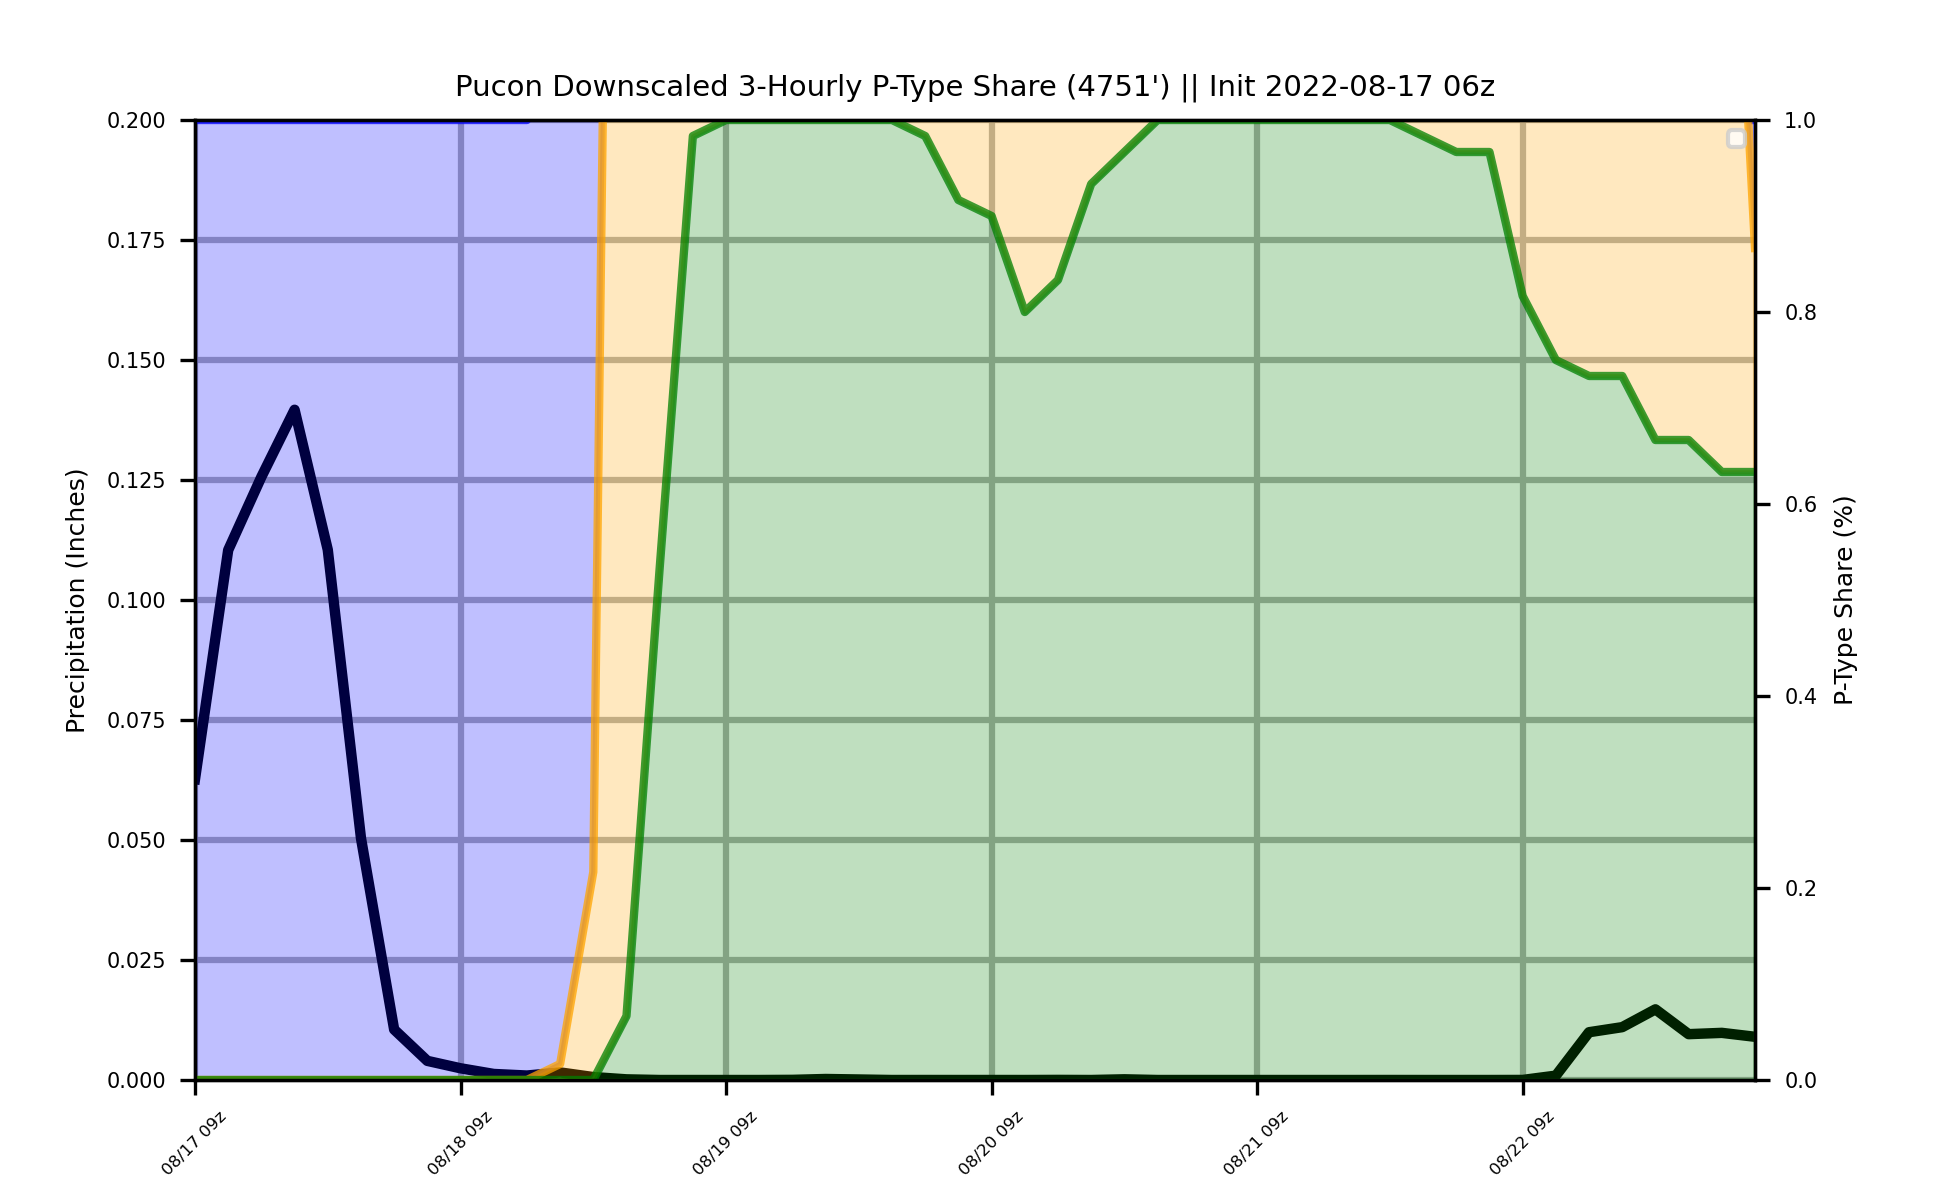 Pucon Downscaled 3-Hourly P-Type Share (4751') || Init 2022-08-17 06z
0.200
0.175
0.150
0.125
0.100
0.075
0.050
0.025
0.000
Precipitation (Inches)
1.0
0.8
0.6
0.4
0.2
0.0
P-Type Share (%)
08/17 09z
08/18 09z
08/19 09z
08/20 09z
08/21 09z
08/22 09z